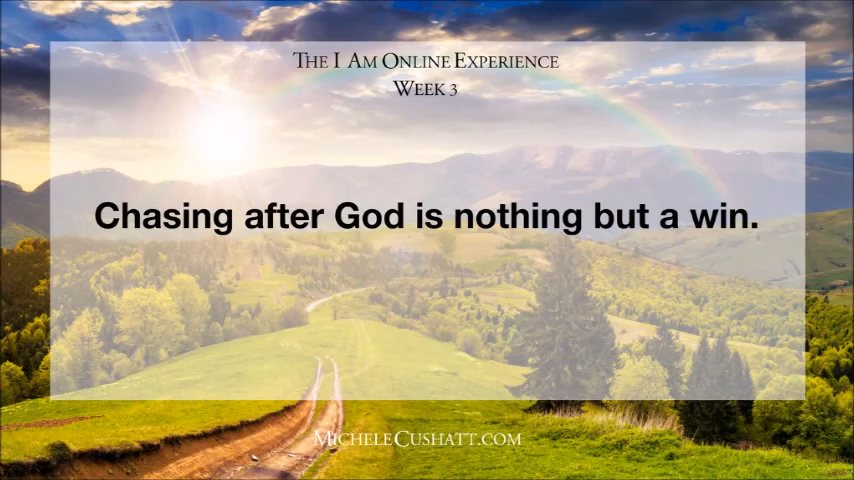 The I Am Online Experience
Week 3
Chasing after God is nothing but a win.
MicheleCushatt.com